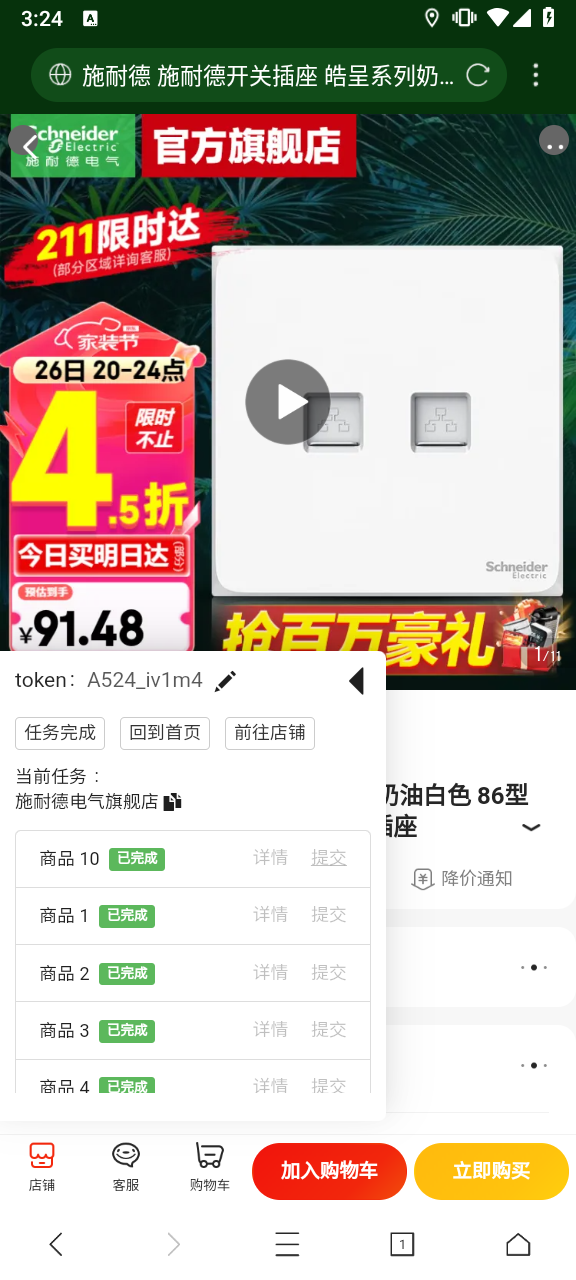 3:24
A
施耐德 施耐德开关插座 皓呈系列奶...
Schneider
Electric
施耐德电气
官方旗舰店
211限时达
(部分区域详询客服)
家装节
26日 20-24点
4.5折
限时
不止
今日买明日达
(部分)
预估到手
¥91.48
Schneider
Electric
抢百万豪礼
1/11
token： A524_iv1m4
任务完成
回到首页
前往店铺
当前任务：
施耐德电气旗舰店
奶油白色 86型
插座
降价通知
商品 10 已完成 详情 提交
商品 1 已完成 详情 提交
商品 2 已完成 详情 提交
商品 3 已完成 详情 提交
商品 4 已完成 详情 提交
店铺
客服
购物车
加入购物车
立即购买
1